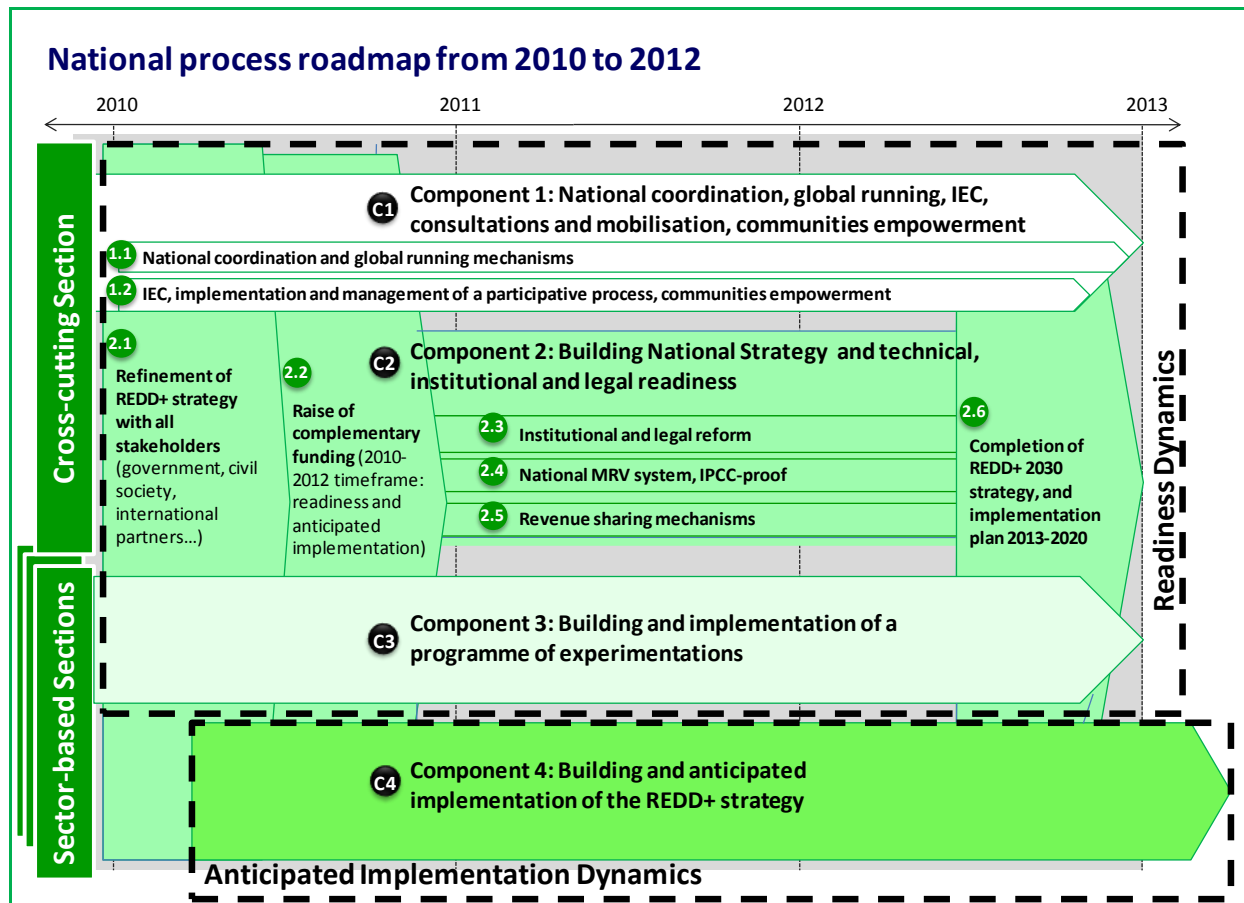 National process roadmap from 2010 to 2012
2010 2011 2012 2013
Cross-cutting Section
C1
Component 1: National coordination, global running, IEC,
consultations and mobilisation, communities empowerment
1.1 National coordination and global running mechanisms
1.2 IEC, implementation and management of a participative process, communities empowerment
2.1
Refinement of
REDD+ strategy
with all
stakeholders
(government, civil
society,
international
partners...)
2.2
Raise of
complementary
funding (2010-
2012 timeframe:
readiness and
anticipated
implementation)
C2
Component 2: Building National Strategy and technical,
institutional and legal readiness
2.3 Institutional and legal reform
2.4 National MRV system, IPCC-proof
2.5 Revenue sharing mechanisms
2.6
Completion of
REDD+ 2030
strategy, and
implementation
plan 2013-2020
Readiness Dynamics
Sector-based Sections
C3
Component 3: Building and implementation of a
programme of experimentations
C4
Component 4: Building and anticipated
implementation of the REDD+ strategy
Anticipated Implementation Dynamics